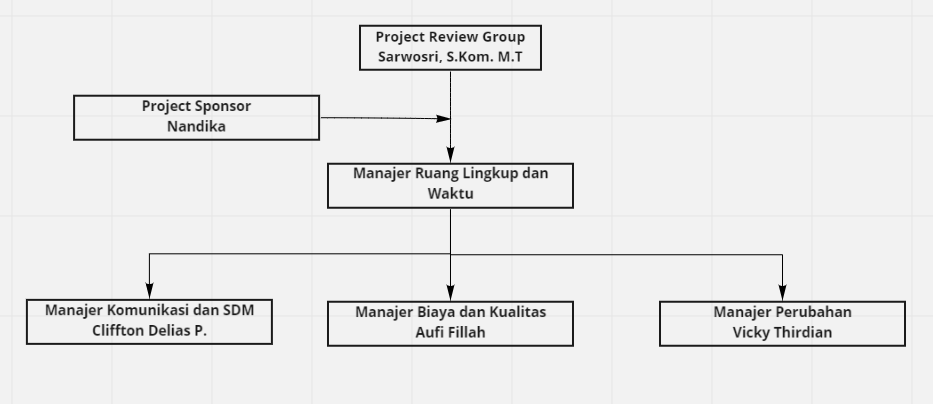 Project Review Group
Sarwosri, S.Kom. M.T
Project Sponsor
Nandika
Manajer Ruang Lingkup dan
Waktu
Manajer Komunikasi dan SDM
Cliffton Delias P.
Manajer Biaya dan Kualitas
Aufi Fillah
Manajer Perubahan
Vicky Thirdian